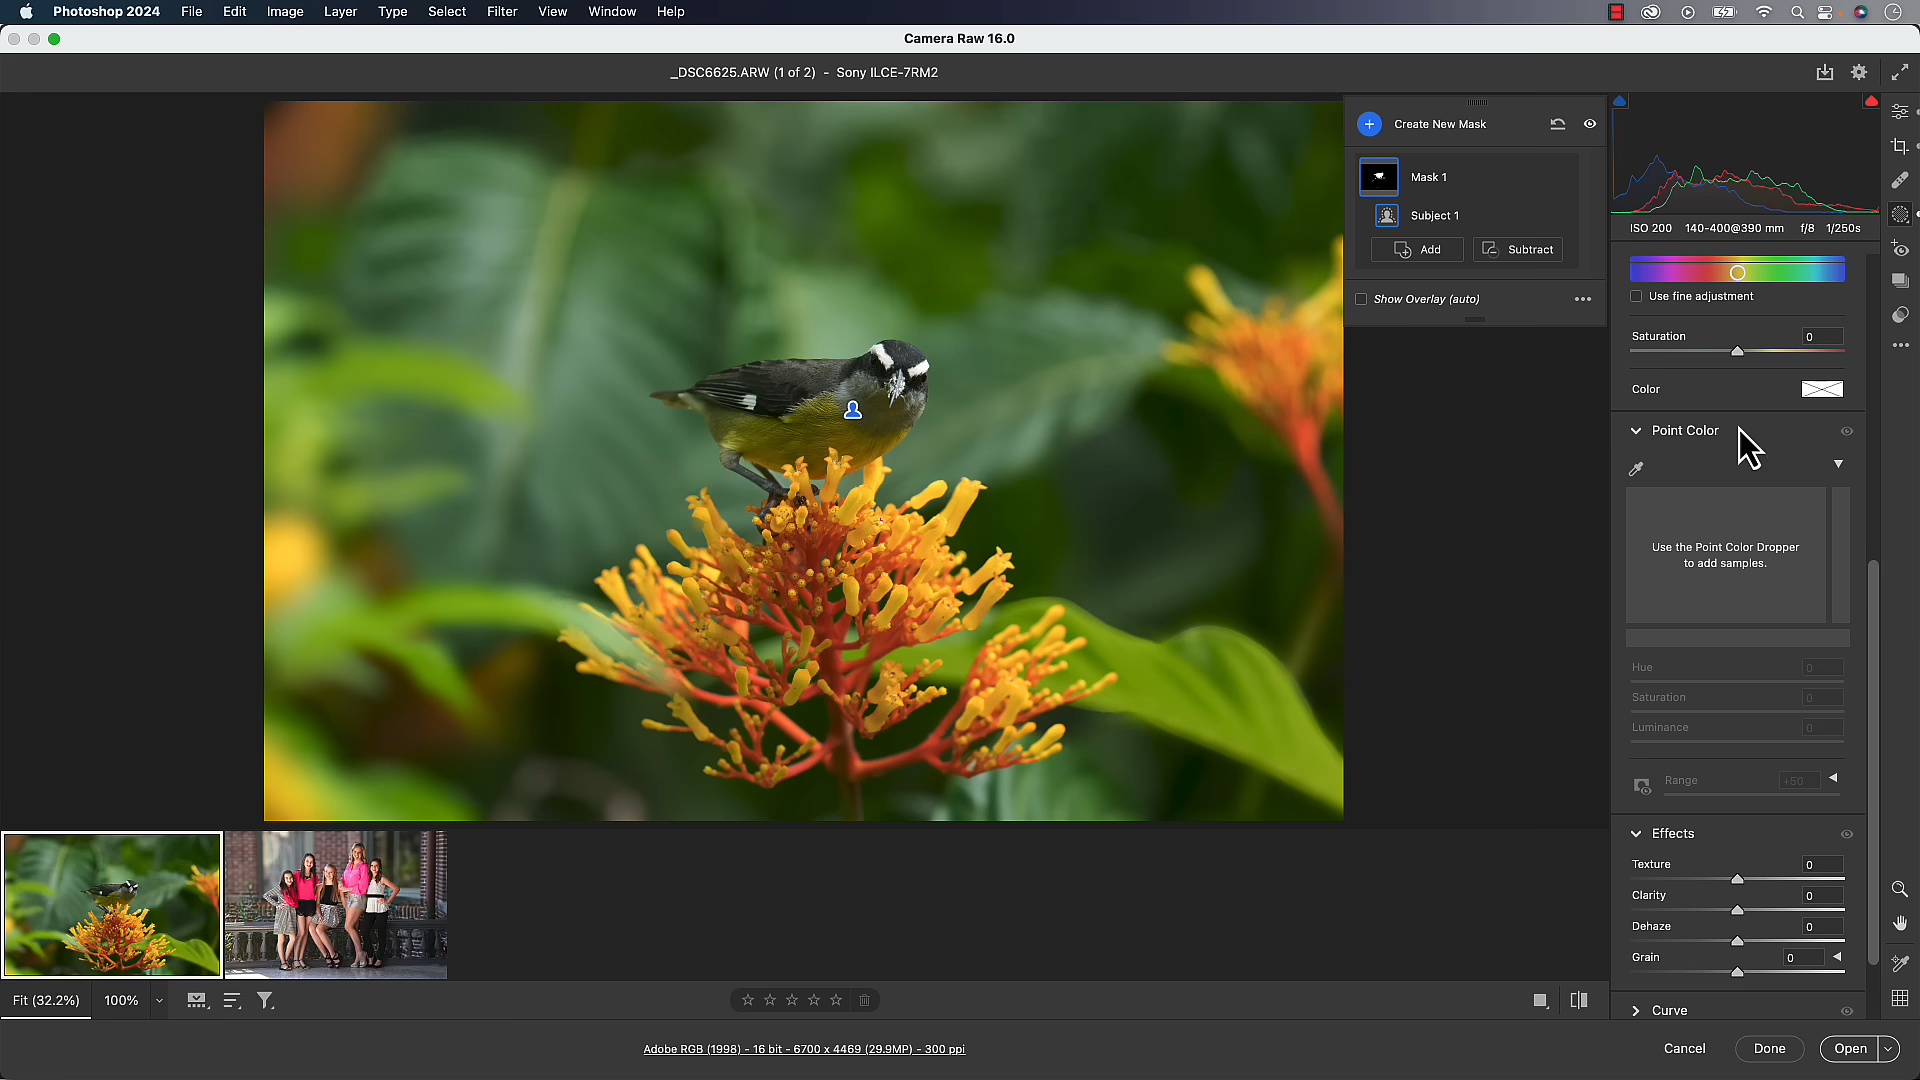 Photoshop 2024 File Edit Image Layer Type Select Filter View Window Help
Camera Raw 16.0
_DSC6625.ARW (1 of 2) - Sony ILCE-7RM2
Create New Mask
Mask 1
Subject 1
Add Subtract
Show Overlay (auto)
ISO 200 140-400@390 mm f/8 1/250s
Use fine adjustment
Saturation 0
Color
Point Color
Use the Point Color Dropper
to add samples.
Hue 0
Saturation 0
Luminance 0
Range +50
Effects
Texture 0
Clarity 0
Dehaze 0
Grain 0
Curve
Fit (32.2%) 100%
Adobe RGB (1998) - 16 bit - 6700 x 4469 (29.9MP) - 300 ppi
Cancel Done Open